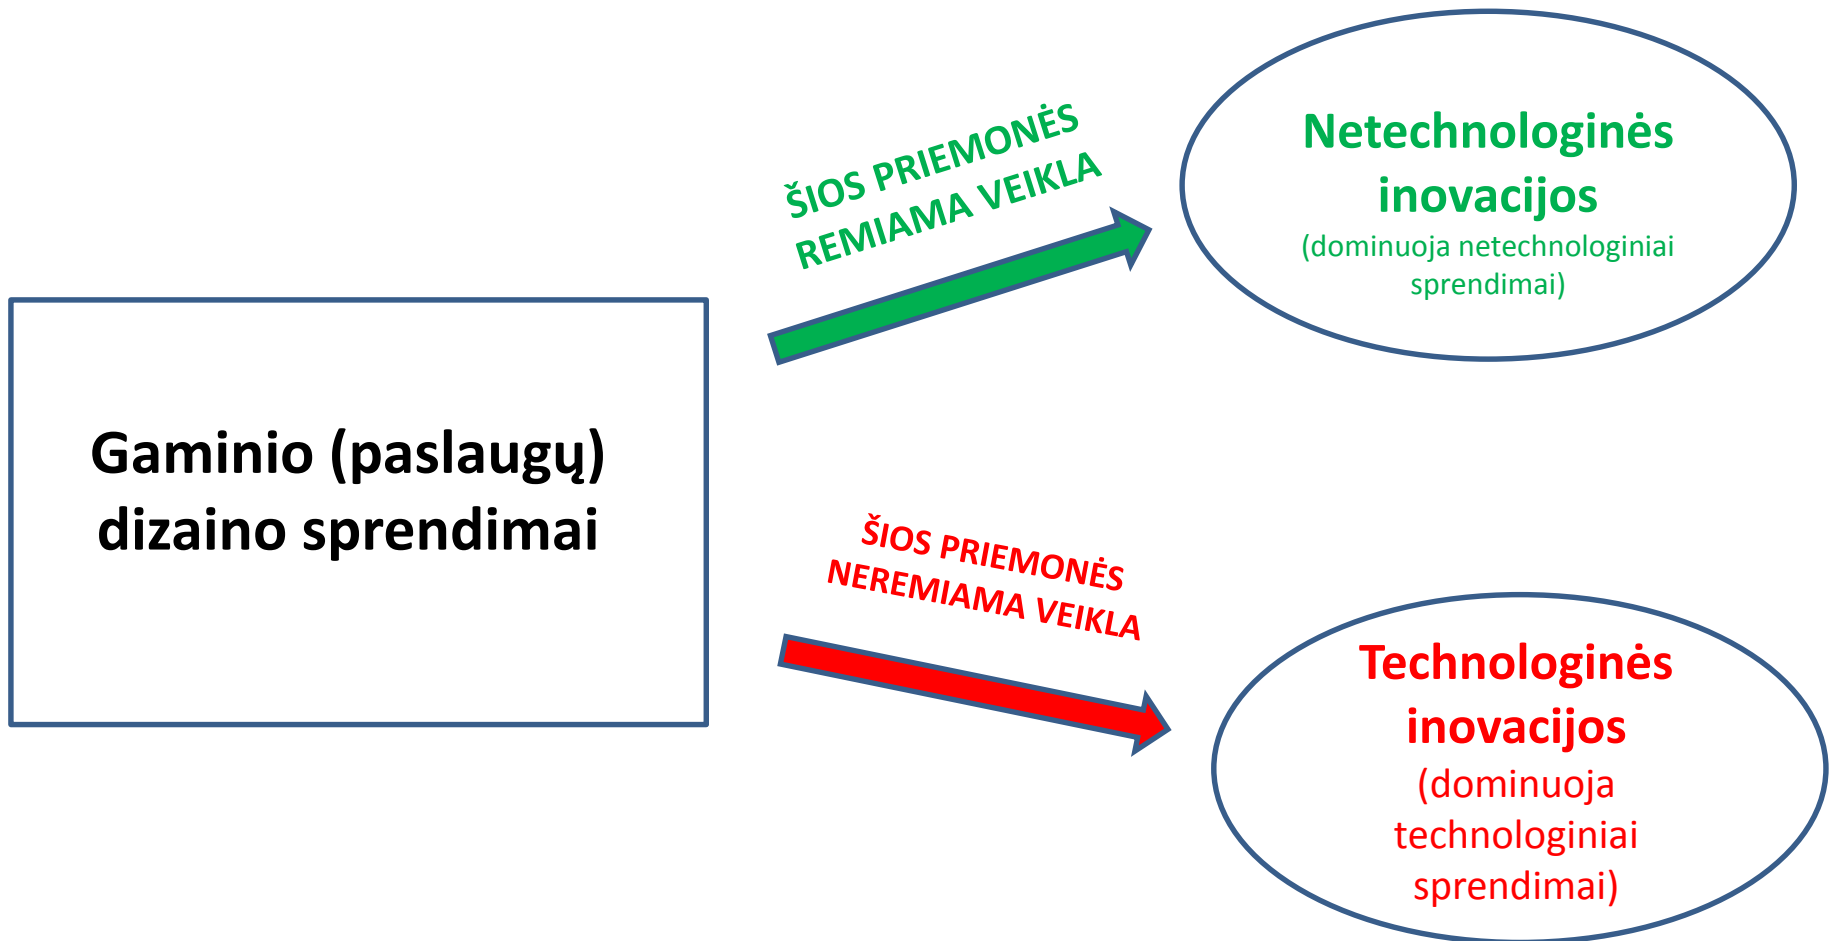 Gaminio (paslaugų)
dizaino sprendimai
ŠIOS PRIEMONĖS
REMIAMA VEIKLA
Netechnologinės
inovacijos
(dominuoja netechnologiniai
sprendimai)
ŠIOS PRIEMONĖS
NEREMIAMA VEIKLA
Technologinės
inovacijos
(dominuoja
technologiniai
sprendimai)